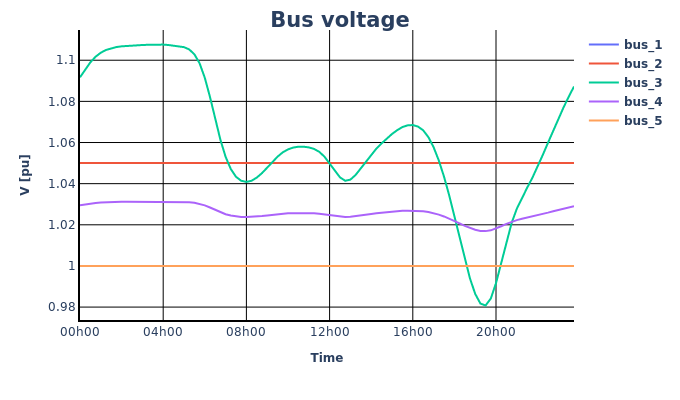 Bus voltage
1.1
1.08
1.06
1.04
1.02
1
0.98
V [pu]
00h00 04h00 08h00 12h00 16h00 20h00
Time
bus_1
bus_2
bus_3
bus_4
bus_5